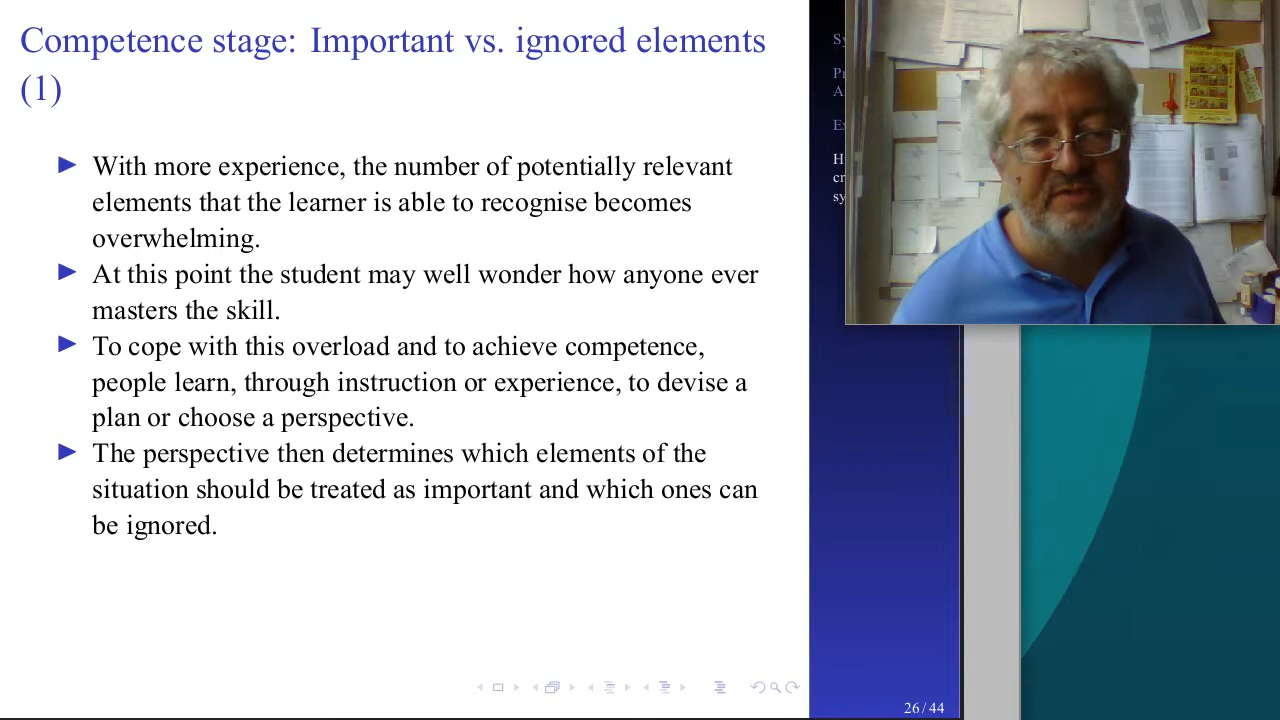 Competence stage: Important vs. ignored elements
(1)
With more experience, the number of potentially relevant
elements that the learner is able to recognise becomes
overwhelming.
At this point the student may well wonder how anyone ever
masters the skill.
To cope with this overload and to achieve competence,
people learn, through instruction or experience, to devise a
plan or choose a perspective.
The perspective then determines which elements of the
situation should be treated as important and which ones can
be ignored.
26/44